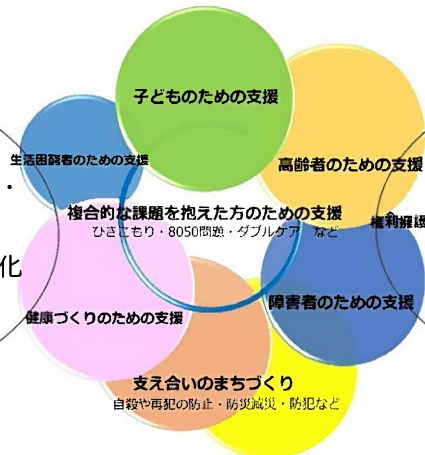 子どものための支援
高齢者のための支援
生活困窮者のための支援
・
複合的な課題を抱えた方のための支援
ひきこもり・8050問題・ダブルケア など
権利擁護
化
障害者のための支援
健康づくりのための支援
支え合いのまちづくり
自殺や再犯の防止・防災減災・防犯など